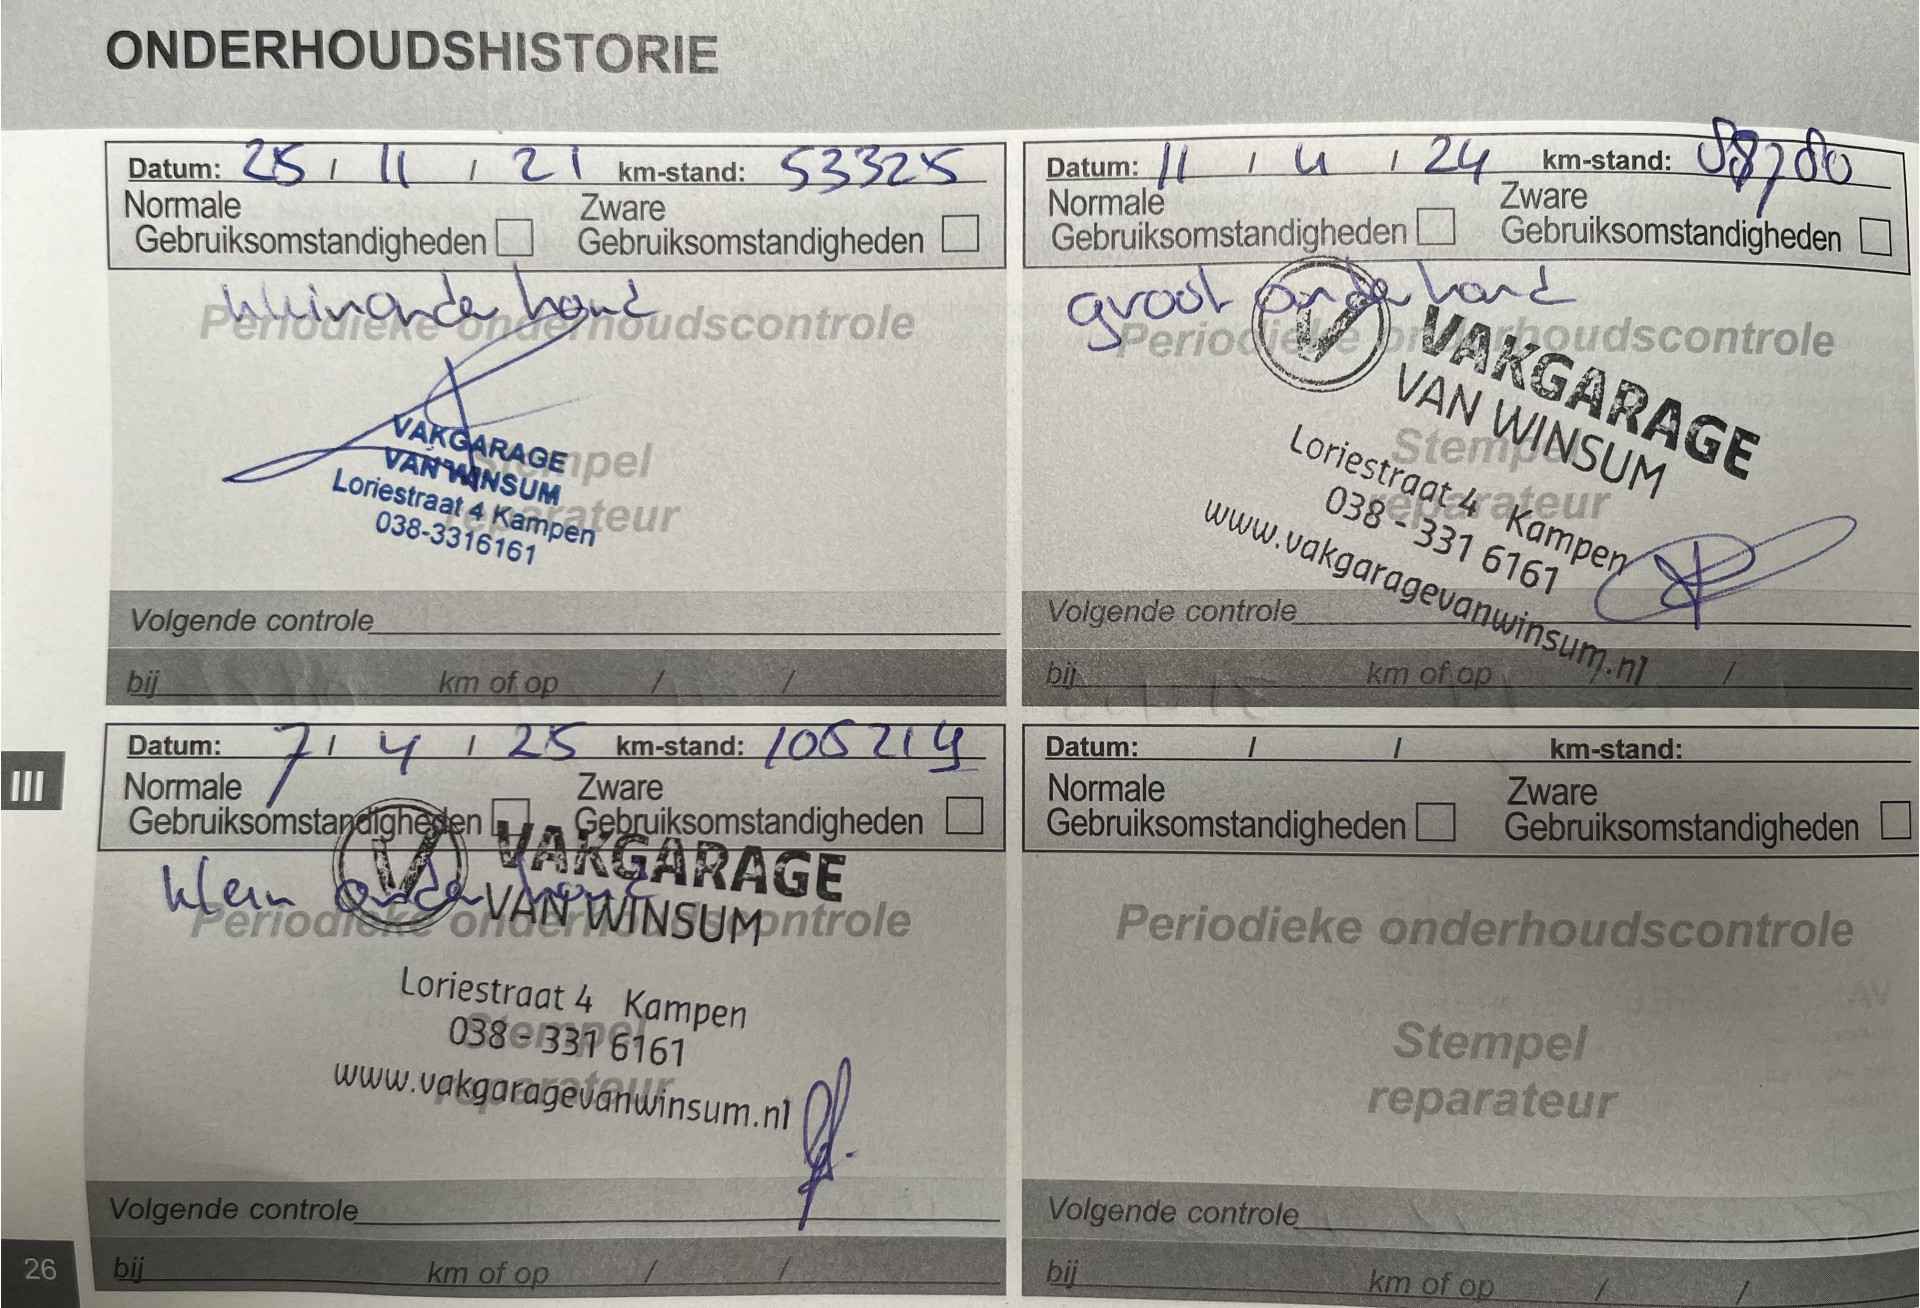 ONDERHOUDSHISTORIE
Datum: 25 / 11 / 21 km-stand: 53325
Normale Gebruiksomstandigheden
Zware Gebruiksomstandigheden
klein onderhoud
Periodieke onderhoudscontrole
Stempel
reparateur
VAKGARAGE
VAN WINSUM
Loriestraat 4 Kampen
038-3316161
Volgende controle
bij km of op / /
Datum: 11 / 4 / 24 km-stand: 88780
Normale Gebruiksomstandigheden
Zware Gebruiksomstandigheden
groot onderhoud
Periodieke onderhoudscontrole
Stempel
reparateur
VAKGARAGE
VAN WINSUM
Loriestraat 4 Kampen
038 - 331 6161
www.vakgaragevanwinsum.nl
Volgende controle
bij km of op / /
III
Datum: 7 / 4 / 25 km-stand: 105219
Normale Gebruiksomstandigheden
Zware Gebruiksomstandigheden
klein onderhoud
Periodieke onderhoudscontrole
Stempel
reparateur
VAKGARAGE
VAN WINSUM
Loriestraat 4 Kampen
038 - 331 6161
www.vakgaragevanwinsum.nl
Volgende controle
bij km of op / /
Datum: / / km-stand:
Normale Gebruiksomstandigheden
Zware Gebruiksomstandigheden
Periodieke onderhoudscontrole
Stempel
reparateur
Volgende controle
bij km of op / /
26